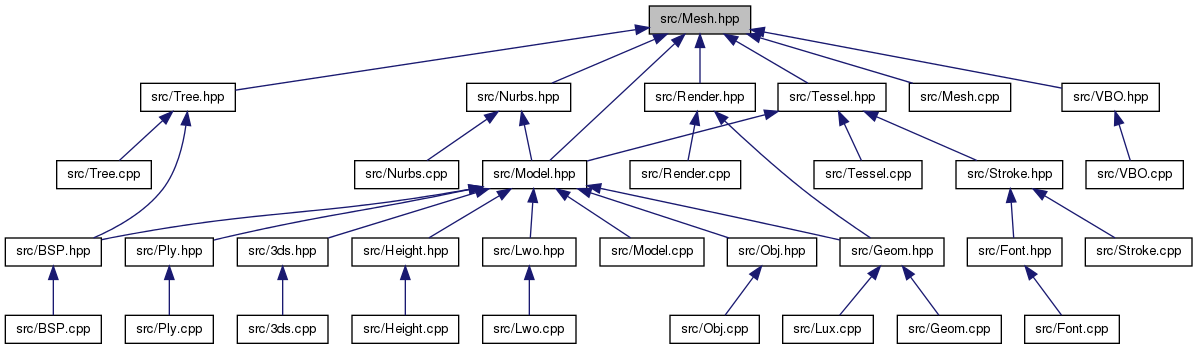 src/Mesh.hpp
src/Tree.hpp
src/Nurbs.hpp
src/Render.hpp
src/Tessel.hpp
src/Mesh.cpp
src/VBO.hpp
src/Tree.cpp
src/Nurbs.cpp
src/Model.hpp
src/Render.cpp
src/Tessel.cpp
src/Stroke.hpp
src/VBO.cpp
src/BSP.hpp
src/Ply.hpp
src/3ds.hpp
src/Height.hpp
src/Lwo.hpp
src/Model.cpp
src/Obj.hpp
src/Geom.hpp
src/Font.hpp
src/Stroke.cpp
src/BSP.cpp
src/Ply.cpp
src/3ds.cpp
src/Height.cpp
src/Lwo.cpp
src/Obj.cpp
src/Lux.cpp
src/Geom.cpp
src/Font.cpp